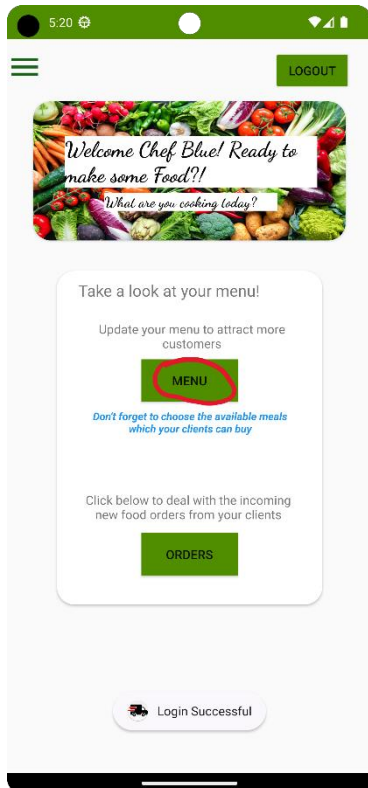 5:20
LOGOUT
Welcome Chef Blue! Ready to
make some Food?!
What are you cooking today?
Take a look at your menu!
Update your menu to attract more
customers
MENU
Don't forget to choose the available meals
which your clients can buy
Click below to deal with the incoming
new food orders from your clients
ORDERS
Login Successful